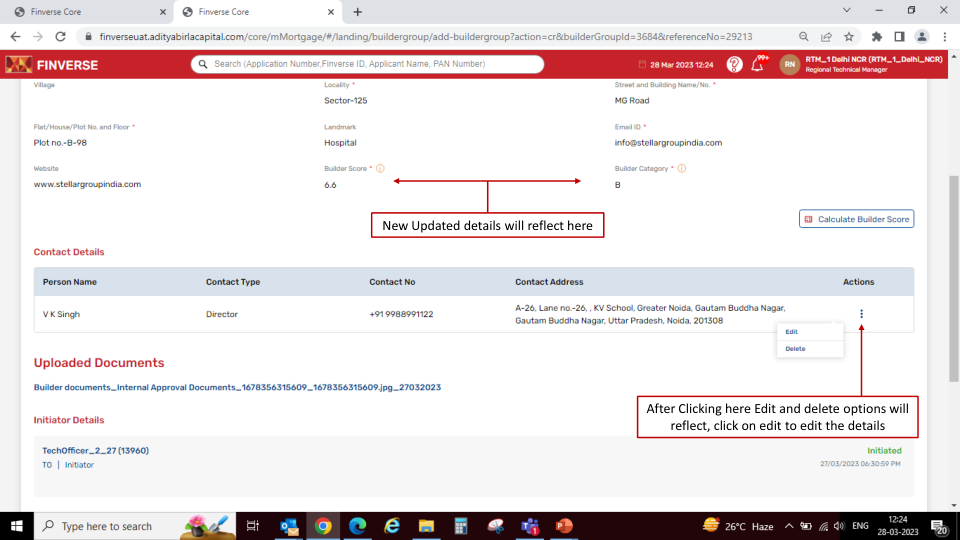 Finverse Core
Finverse Core
finverseuat.adityabirlacapital.com/core/mMortgage/#/landing/buildergroup/add-buildergroup?action=cr&builderGroupId=3684&referenceNo=29213
FINVERSE
Search (Application Number,Finverse ID, Applicant Name, PAN Number)
28 Mar 2023 12:24
99+
RN
RTM_1 Delhi NCR (RTM_1_Delhi_NCR)
Regional Technical Manager
Village
Locality *
Street and Building Name/No. *
Sector-125
MG Road
Flat/House/Plot No. and Floor *
Landmark
Email ID *
Plot no.-B-98
Hospital
info@stellargroupindia.com
Website
Builder Score *
Builder Category *
www.stellargroupindia.com
6.6
B
New Updated details will reflect here
Calculate Builder Score
Contact Details
Person Name
Contact Type
Contact No
Contact Address
Actions
V K Singh
Director
+91 9988991122
A-26, Lane no.-26, , KV School, Greater Noida, Gautam Buddha Nagar,
Gautam Buddha Nagar, Uttar Pradesh, Noida, 201308
Edit
Delete
Uploaded Documents
Builder documents_Internal Approval Documents_1678356315609_1678356315609.jpg_27032023
After Clicking here Edit and delete options will
reflect, click on edit to edit the details
Initiator Details
TechOfficer_2_27 (13960)
Initiated
TO | Initiator
27/03/2023 06:30:59 PM
Type here to search
26°C Haze
ENG
12:24
28-03-2023
20